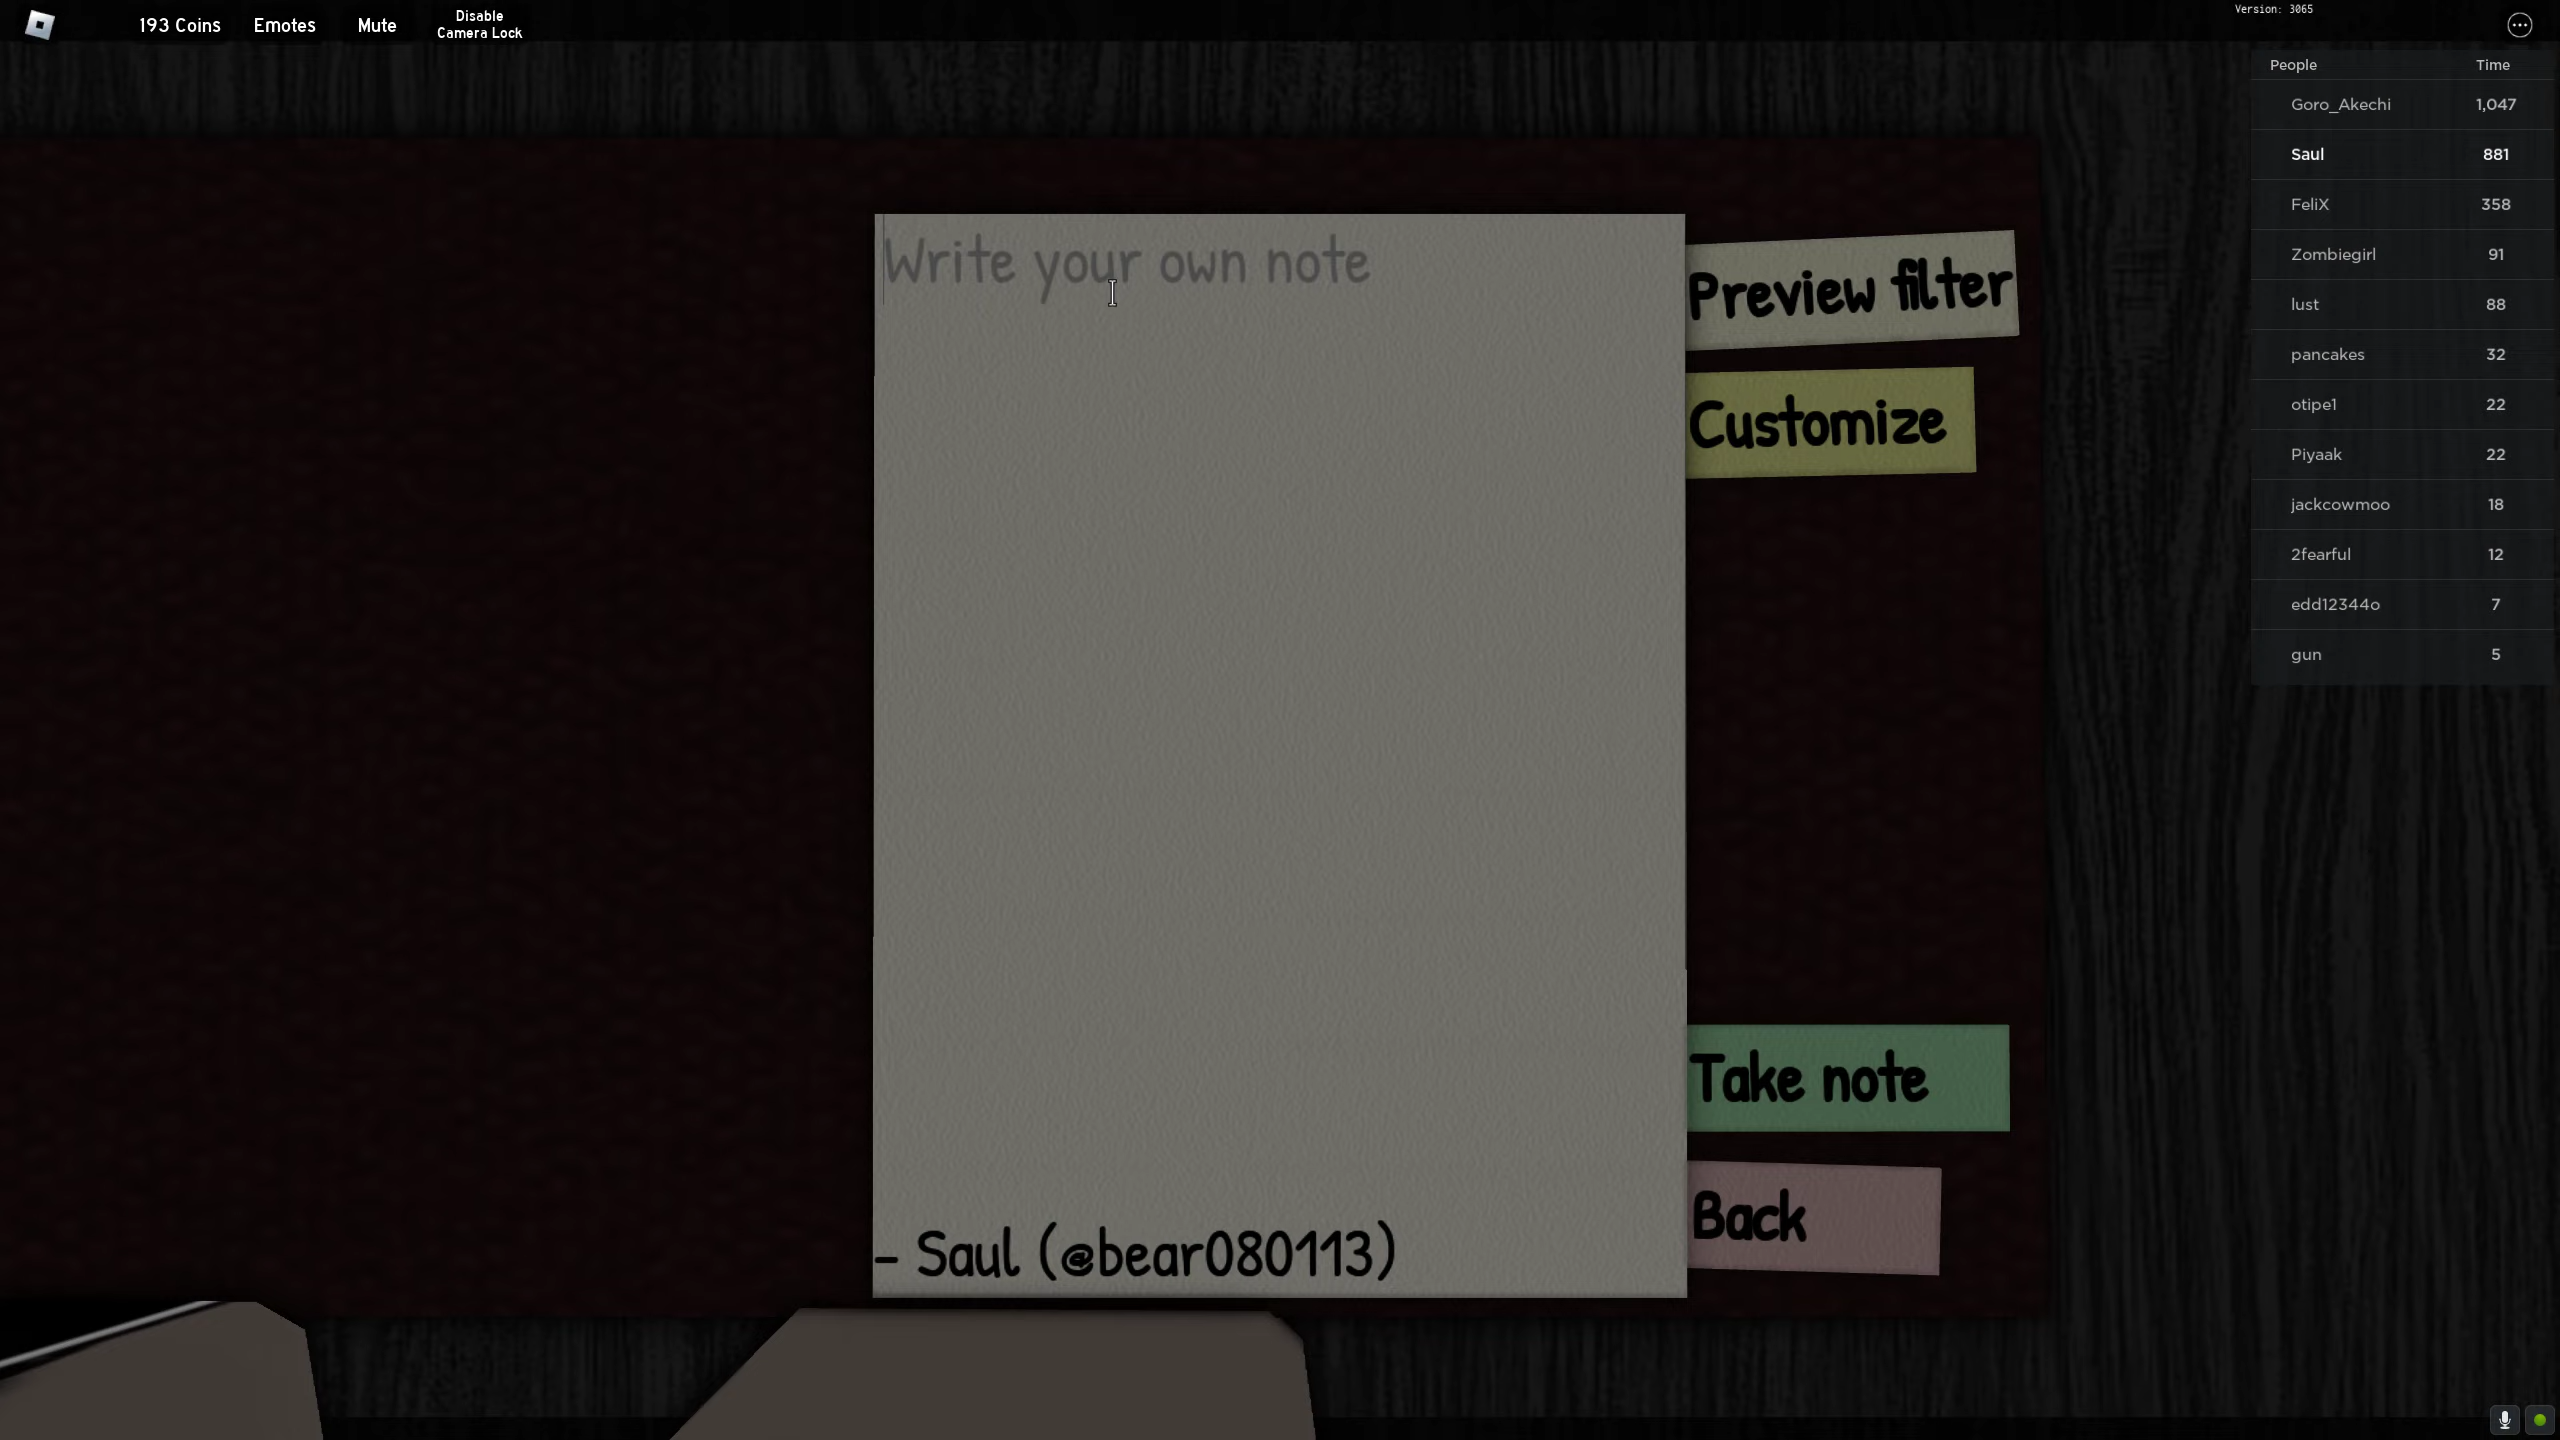 193 Coins
Emotes
Mute
Disable
Camera Lock
Version: 3065
People Time
Goro_Akechi 1,047
Saul 881
FeliX 358
Zombiegirl 91
lust 88
pancakes 32
otipe1 22
Piyaak 22
jackcowmoo 18
2fearful 12
edd12344o 7
gun 5
Write your own note
Preview filter
Customize
Take note
Back
- Saul (@bear080113)